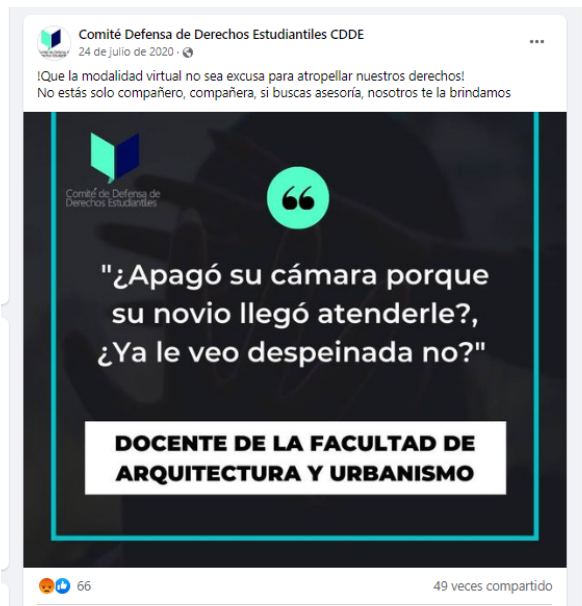 Comité Defensa de Derechos Estudiantiles CDDE
24 de julio de 2020 ·
!Que la modalidad virtual no sea excusa para atropellar nuestros derechos!
No estás solo compañero, compañera, si buscas asesoría, nosotros te la brindamos
Comité de Defensa de
Derechos Estudiantiles
"¿Apagó su cámara porque
su novio llegó atenderle?,
¿Ya le veo despeinada no?"
DOCENTE DE LA FACULTAD DE
ARQUITECTURA Y URBANISMO
66
49 veces compartido